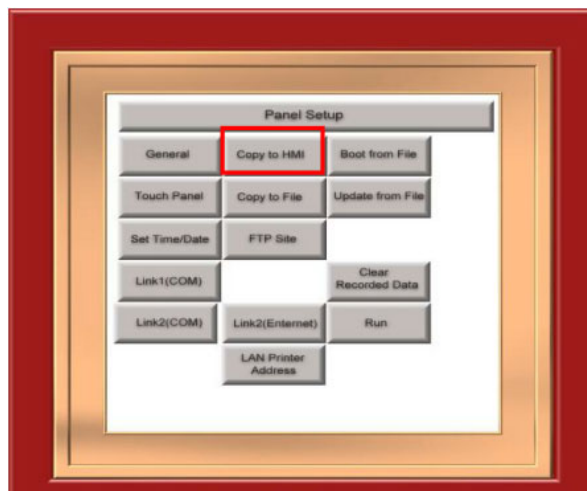 Panel Setup
General
Copy to HMI
Boot from File
Touch Panel
Copy to File
Update from File
Set Time/Date
FTP Site
Link1(COM)
Clear
Recorded Data
Link2(COM)
Link2(Enternet)
Run
LAN Printer
Address